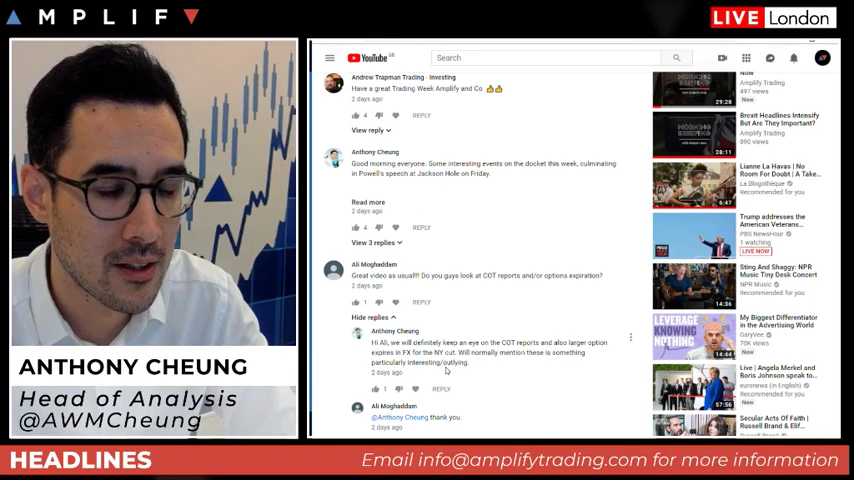 AMPLIFY
LIVE London
YouTube GB
Search
Andrew Trapman Trading - Investing
Have a great Trading Week Amplify and Co 👍👍
2 days ago
4 REPLY
View reply
Anthony Cheung
Good morning everyone. Some interesting events on the docket this week, culminating
in Powell's speech at Jackson Hole on Friday.
Read more
2 days ago
4 REPLY
View 3 replies
Ali Moghaddam
Great video as usual!!! Do you guys look at COT reports and/or options expiration?
2 days ago
1 REPLY
Hide replies
Anthony Cheung
Hi Ali, we will definitely keep an eye on the COT reports and also larger option
expires in FX for the NY cut. Will normally mention these is something
particularly interesting/outlying.
2 days ago
1 REPLY
Ali Moghaddam
@Anthony Cheung thank you.
2 days ago
Now
Amplify Trading
497 views
New
29:28
MORNING
Brexit Headlines Intensify
But Are They Important?
Amplify Trading
890 views
28:11
Lianne La Havas | No
Room For Doubt | A Take...
La Blogothèque
Recommended for you
6:47
Trump addresses the
American Veterans...
PBS NewsHour
1 watching
LIVE NOW
Sting And Shaggy: NPR
Music Tiny Desk Concert
NPR Music
Recommended for you
14:36
LEVERAGE
KNOWING
NOTHING
My Biggest Differentiator
in the Advertising World
GaryVee
70K views
New
14:44
Live | Angela Merkel and
Boris Johnson speak to...
euronews (in English)
Recommended for you
57:56
Secular Acts Of Faith |
Russell Brand & Elif...
ANTHONY CHEUNG
Head of Analysis
@AWMCheung
HEADLINES
Email info@amplifytrading.com for more information